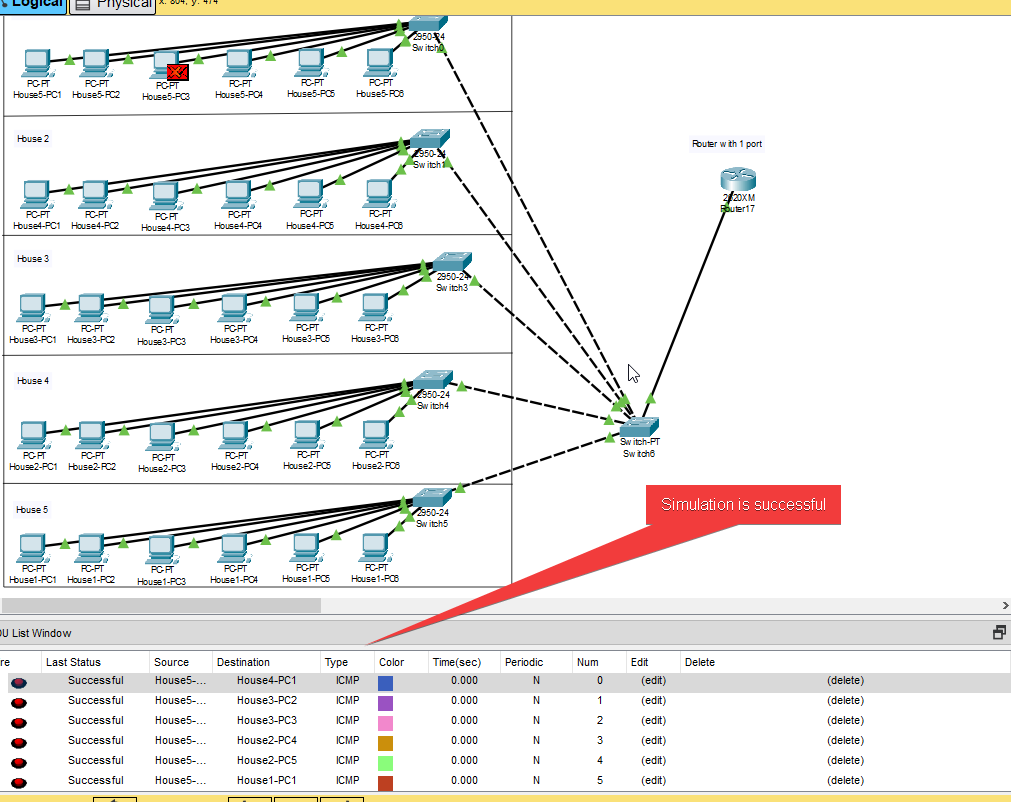 Logical Physical x: 804, y: 474
2950-24
Switch0
PC-PT PC-PT PC-PT PC-PT PC-PT PC-PT
House5-PC1 House5-PC2 House5-PC3 House5-PC4 House5-PC5 House5-PC6
House 2
Router with 1 port
2950-24
Switch1
2620XM
Router17
PC-PT PC-PT PC-PT PC-PT PC-PT PC-PT
House4-PC1 House4-PC2 House4-PC3 House4-PC4 House4-PC5 House4-PC6
House 3
2950-24
Switch3
PC-PT PC-PT PC-PT PC-PT PC-PT PC-PT
House3-PC1 House3-PC2 House3-PC3 House3-PC4 House3-PC5 House3-PC6
House 4
2950-24
Switch4
PC-PT PC-PT PC-PT PC-PT PC-PT PC-PT
House2-PC1 House2-PC2 House2-PC3 House2-PC4 House2-PC5 House2-PC6
Switch-PT
Switch6
House 5
2950-24
Switch5
Simulation is successful
PC-PT PC-PT PC-PT PC-PT PC-PT PC-PT
House1-PC1 House1-PC2 House1-PC3 House1-PC4 House1-PC5 House1-PC6
DU List Window
re Last Status Source Destination Type Color Time(sec) Periodic Num Edit Delete
Successful House5-... House4-PC1 ICMP 0.000 N 0 (edit) (delete)
Successful House5-... House3-PC2 ICMP 0.000 N 1 (edit) (delete)
Successful House5-... House3-PC3 ICMP 0.000 N 2 (edit) (delete)
Successful House5-... House2-PC4 ICMP 0.000 N 3 (edit) (delete)
Successful House5-... House2-PC5 ICMP 0.000 N 4 (edit) (delete)
Successful House5-... House1-PC1 ICMP 0.000 N 5 (edit) (delete)